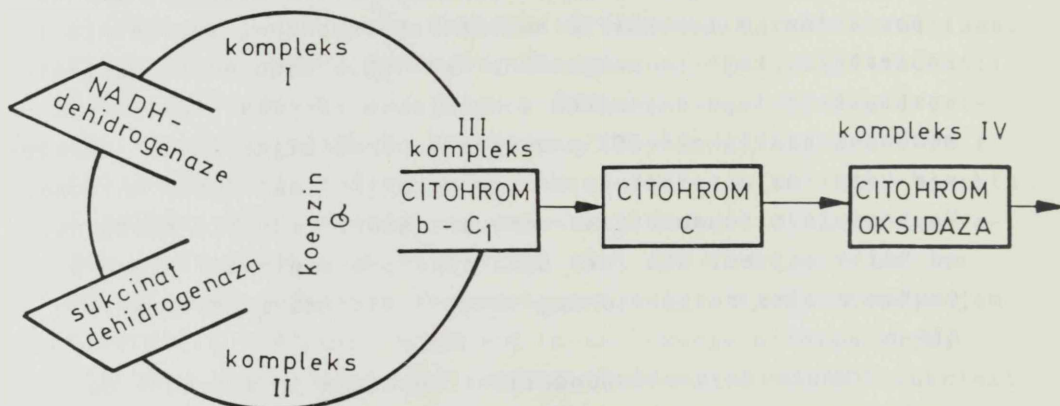 kompleks
I
NADH-
dehidrogenaze
sukcinat
dehidrogenaza
kompleks
II
koenzin
Q
III
kompleks
CITOHROM
b - c1
CITOHROM
C
kompleks IV
CITOHROM
OKSIDAZA